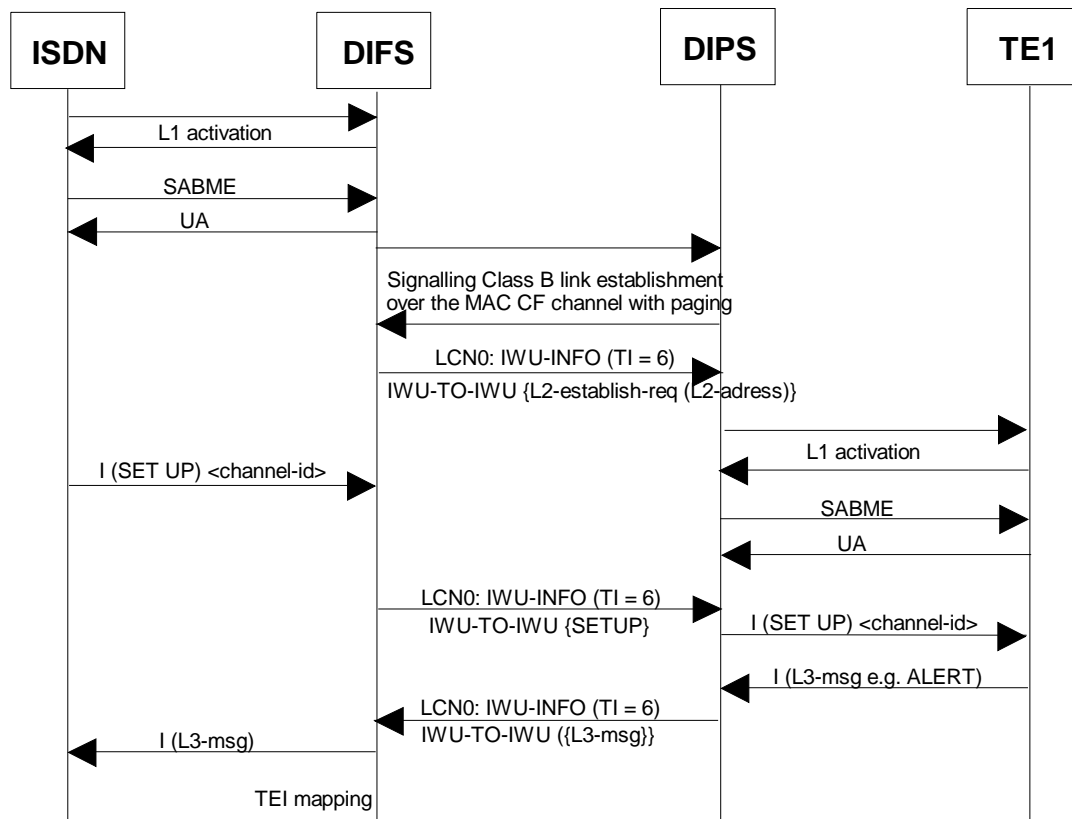 ISDN
DIFS
DIPS
TE1
L1 activation
SABME
UA
Signalling Class B link establishment
over the MAC CF channel with paging
LCN0: IWU-INFO (TI = 6)
IWU-TO-IWU {L2-establish-req (L2-adress)}
L1 activation
I (SET UP) <channel-id>
SABME
UA
LCN0: IWU-INFO (TI = 6)
IWU-TO-IWU {SETUP}
I (SET UP) <channel-id>
I (L3-msg e.g. ALERT)
LCN0: IWU-INFO (TI = 6)
IWU-TO-IWU ({L3-msg}}
I (L3-msg)
TEI mapping